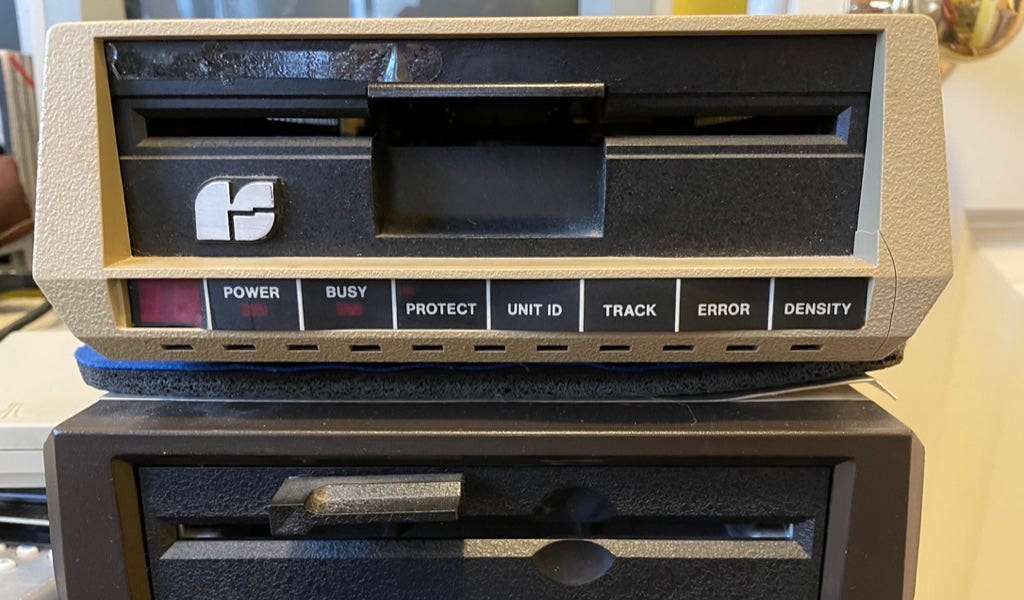 POWER
BUSY
PROTECT
UNIT ID
TRACK
ERROR
DENSITY